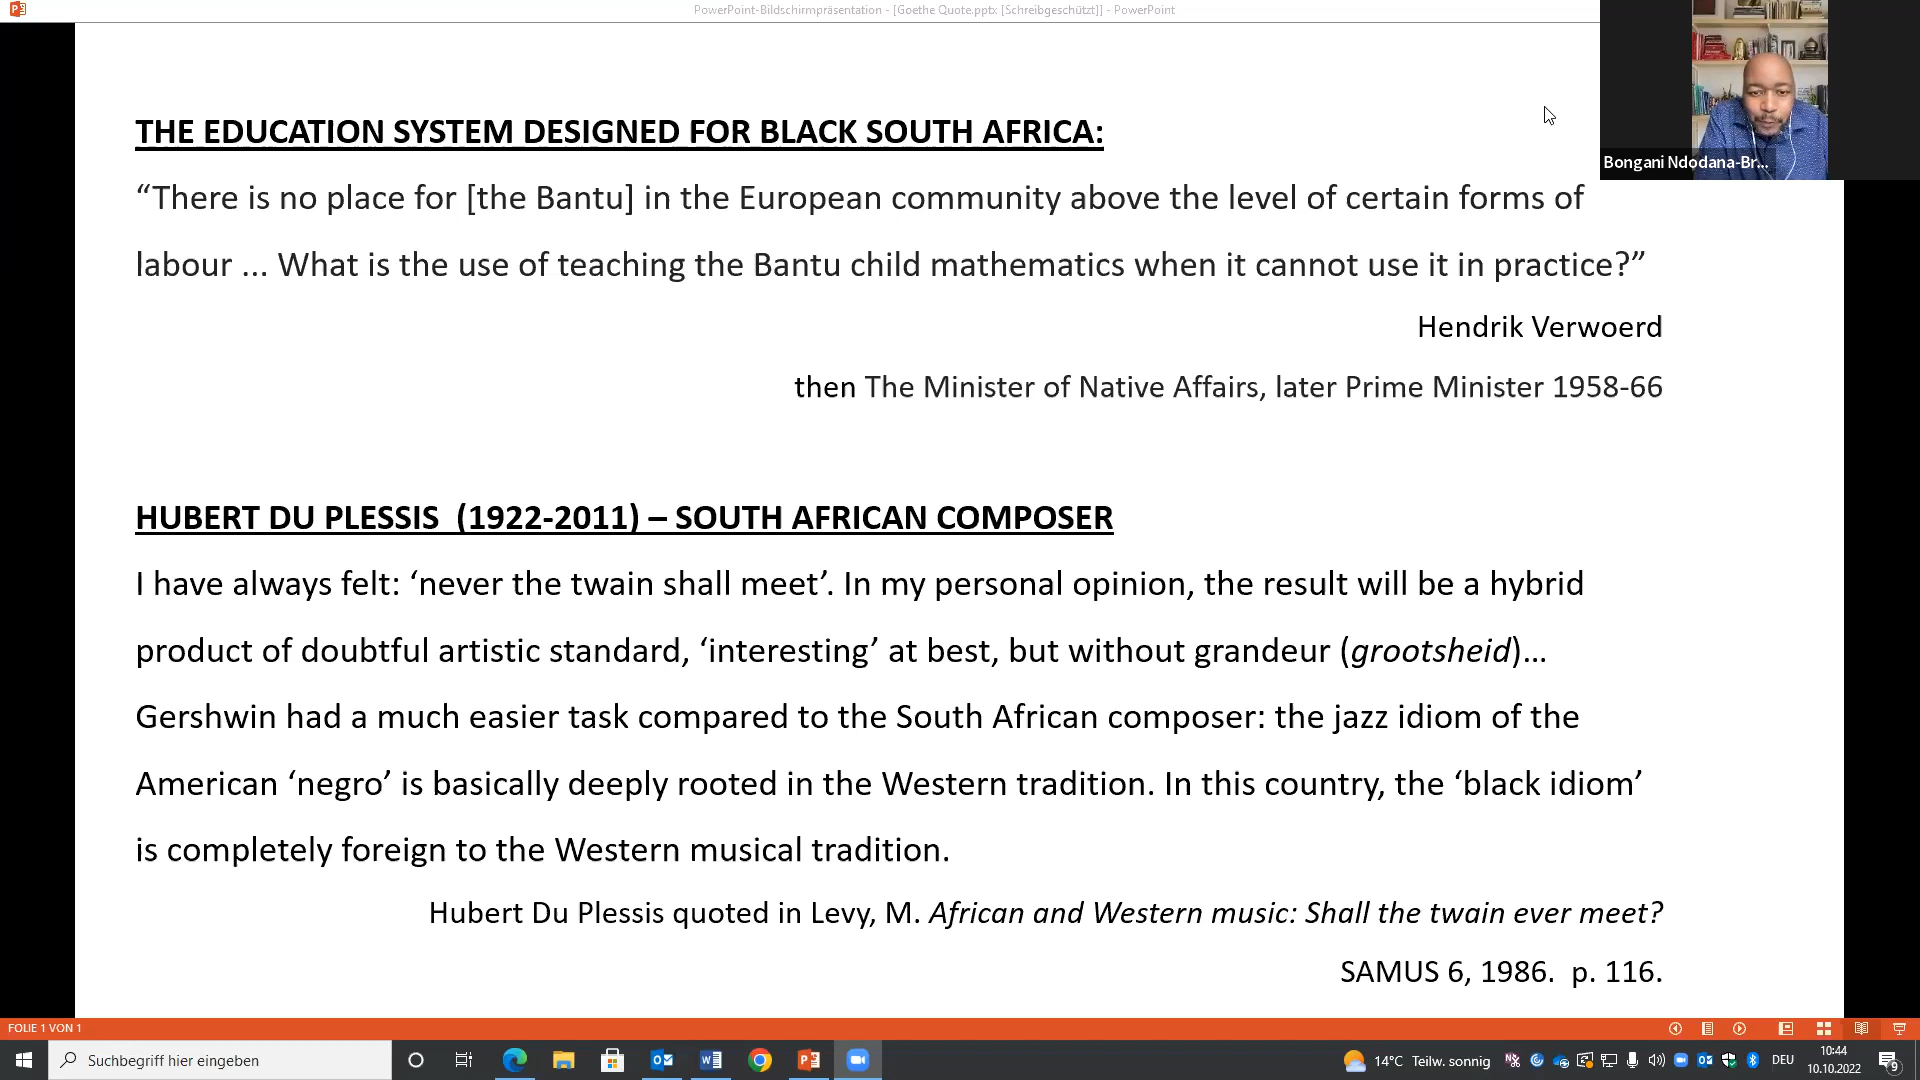 PowerPoint-Bildschirmpräsentation - [Goethe Quote.pptx [Schreibgeschützt]] - PowerPoint
Bongani Ndodana-Br...
THE EDUCATION SYSTEM DESIGNED FOR BLACK SOUTH AFRICA:
“There is no place for [the Bantu] in the European community above the level of certain forms of
labour ... What is the use of teaching the Bantu child mathematics when it cannot use it in practice?”
Hendrik Verwoerd
then The Minister of Native Affairs, later Prime Minister 1958-66
HUBERT DU PLESSIS (1922-2011) – SOUTH AFRICAN COMPOSER
I have always felt: ‘never the twain shall meet’. In my personal opinion, the result will be a hybrid
product of doubtful artistic standard, ‘interesting’ at best, but without grandeur (grootsheid)...
Gershwin had a much easier task compared to the South African composer: the jazz idiom of the
American ‘negro’ is basically deeply rooted in the Western tradition. In this country, the ‘black idiom’
is completely foreign to the Western musical tradition.
Hubert Du Plessis quoted in Levy, M. African and Western music: Shall the twain ever meet?
SAMUS 6, 1986. p. 116.
FOLIE 1 VON 1
Suchbegriff hier eingeben
14°C Teilw. sonnig
DEU
10:44
10.10.2022
9